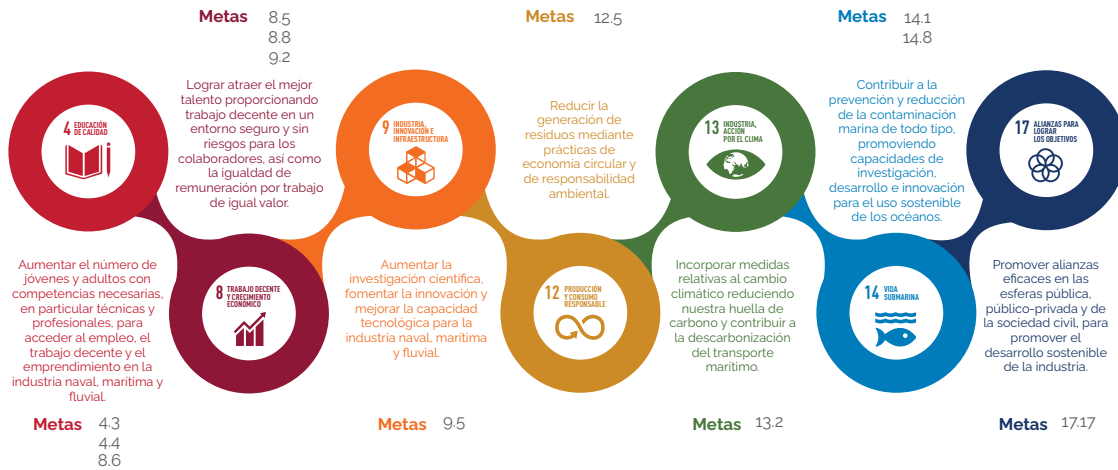 Metas 8.5
8.8
9.2
Metas 12.5
Metas 14.1
14.8
4 EDUCACIÓN
DE CALIDAD
Lograr atraer el mejor
talento proporcionando
trabajo decente en un
entorno seguro y sin
riesgos para los
colaboradores, así como
la igualdad de
remuneración por trabajo
de igual valor.
9 INDUSTRIA,
INNOVACIÓN E
INFRAESTRUCTURA
Reducir la
generación de
residuos mediante
prácticas de
economía circular y
de responsabilidad
ambiental.
13 INDUSTRIA,
ACCIÓN
POR EL CLIMA
Contribuir a la
prevención y reducción
de la contaminación
marina de todo tipo,
promoviendo
capacidades de
investigación,
desarrollo e innovación
para el uso sostenible
de los océanos.
17 ALIANZAS PARA
LOGRAR
LOS OBJETIVOS
Aumentar el número de
jóvenes y adultos con
competencias necesarias,
en particular técnicas y
profesionales, para
acceder al empleo, el
trabajo decente y el
emprendimiento en la
industria naval, marítima y
fluvial.
8 TRABAJO DECENTE
Y CRECIMIENTO
ECONÓMICO
Aumentar la
investigación científica,
fomentar la innovación y
mejorar la capacidad
tecnológica para la
industria naval, marítima
y fluvial.
12 PRODUCCIÓN
Y CONSUMO
RESPONSABLE
Incorporar medidas
relativas al cambio
climático reduciendo
nuestra huella de
carbono y contribuir a
la descarbonización
del transporte
marítimo.
14 VIDA
SUBMARINA
Promover alianzas
eficaces en las
esferas pública,
público-privada y de
la sociedad civil, para
promover el
desarrollo sostenible
de la industria.
Metas 4.3
4.4
8.6
Metas 9.5
Metas 13.2
Metas 17.17